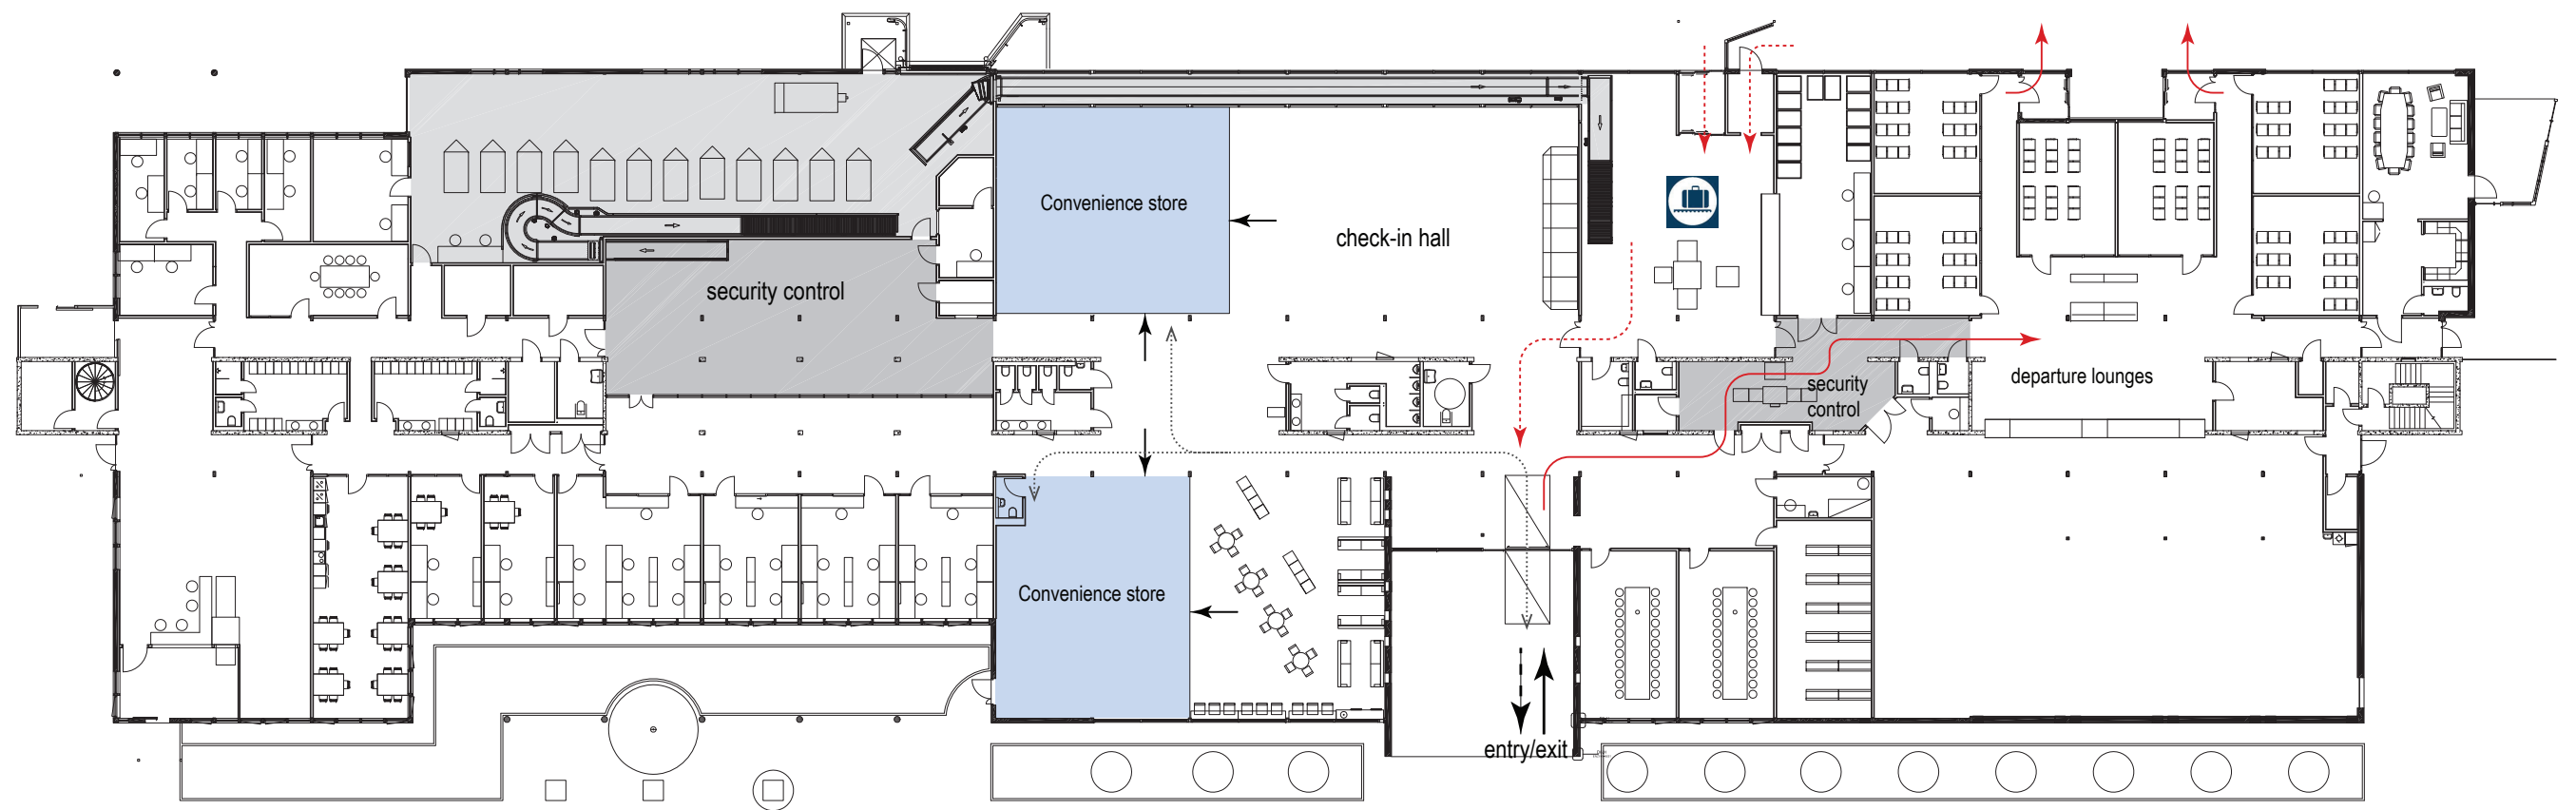 Convenience store
check-in hall
security control
security
control
departure lounges
Convenience store
entry/exit